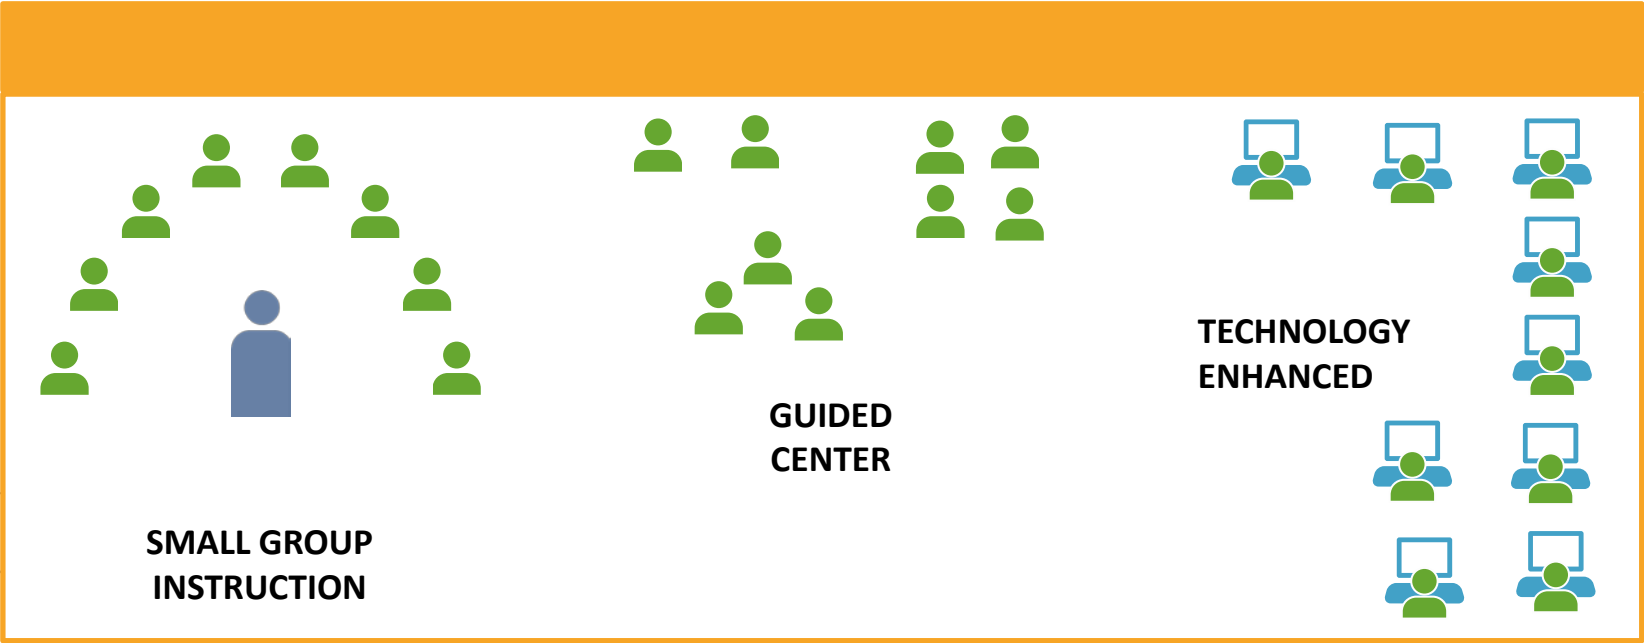 SMALL GROUP
INSTRUCTION
GUIDED
CENTER
TECHNOLOGY
ENHANCED